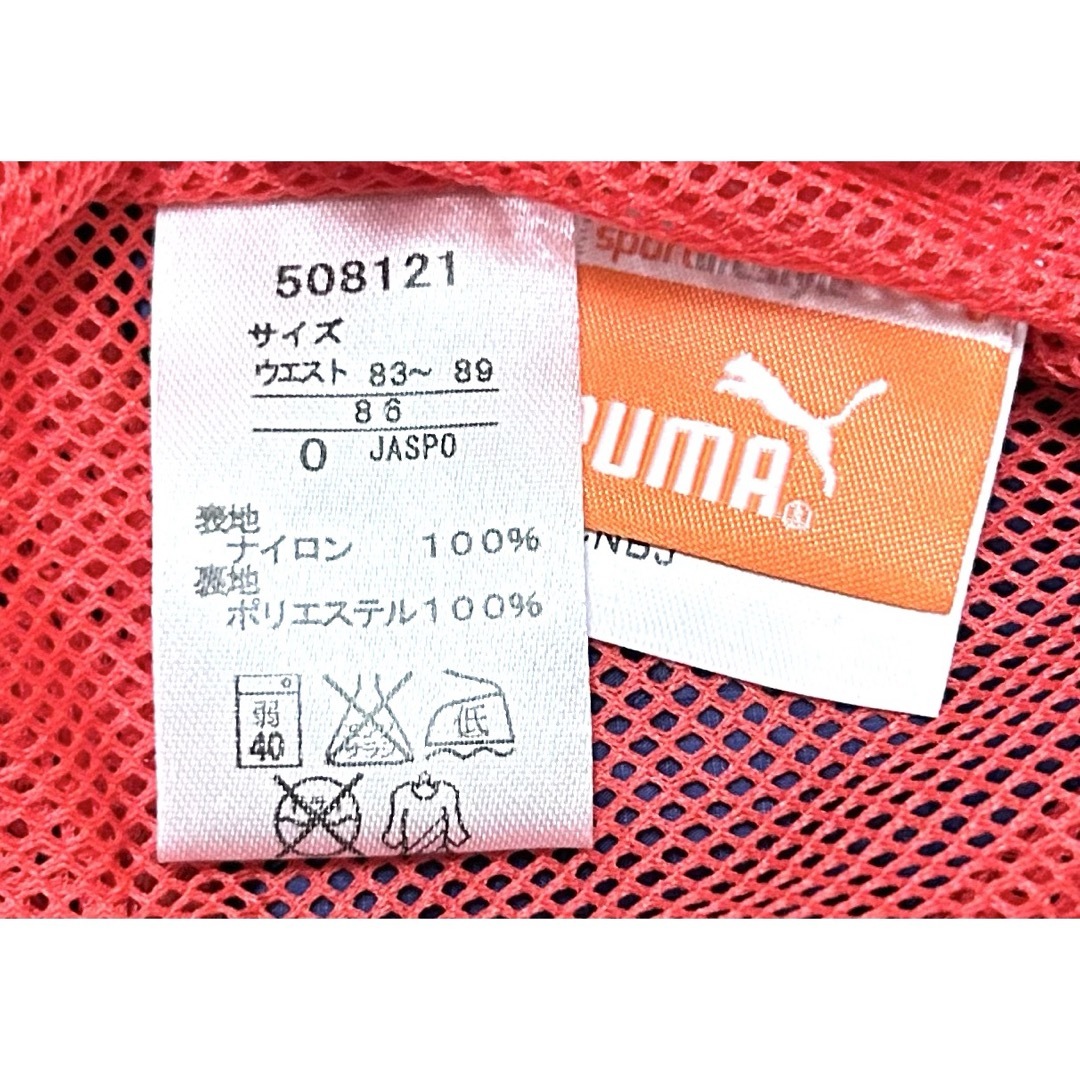 508121
サイズ
ウエスト 83～ 89
86
O JASPO
表地
ナイロン 100%
裏地
ポリエステル100%
弱
40
低
sportlifestyle
PUMA